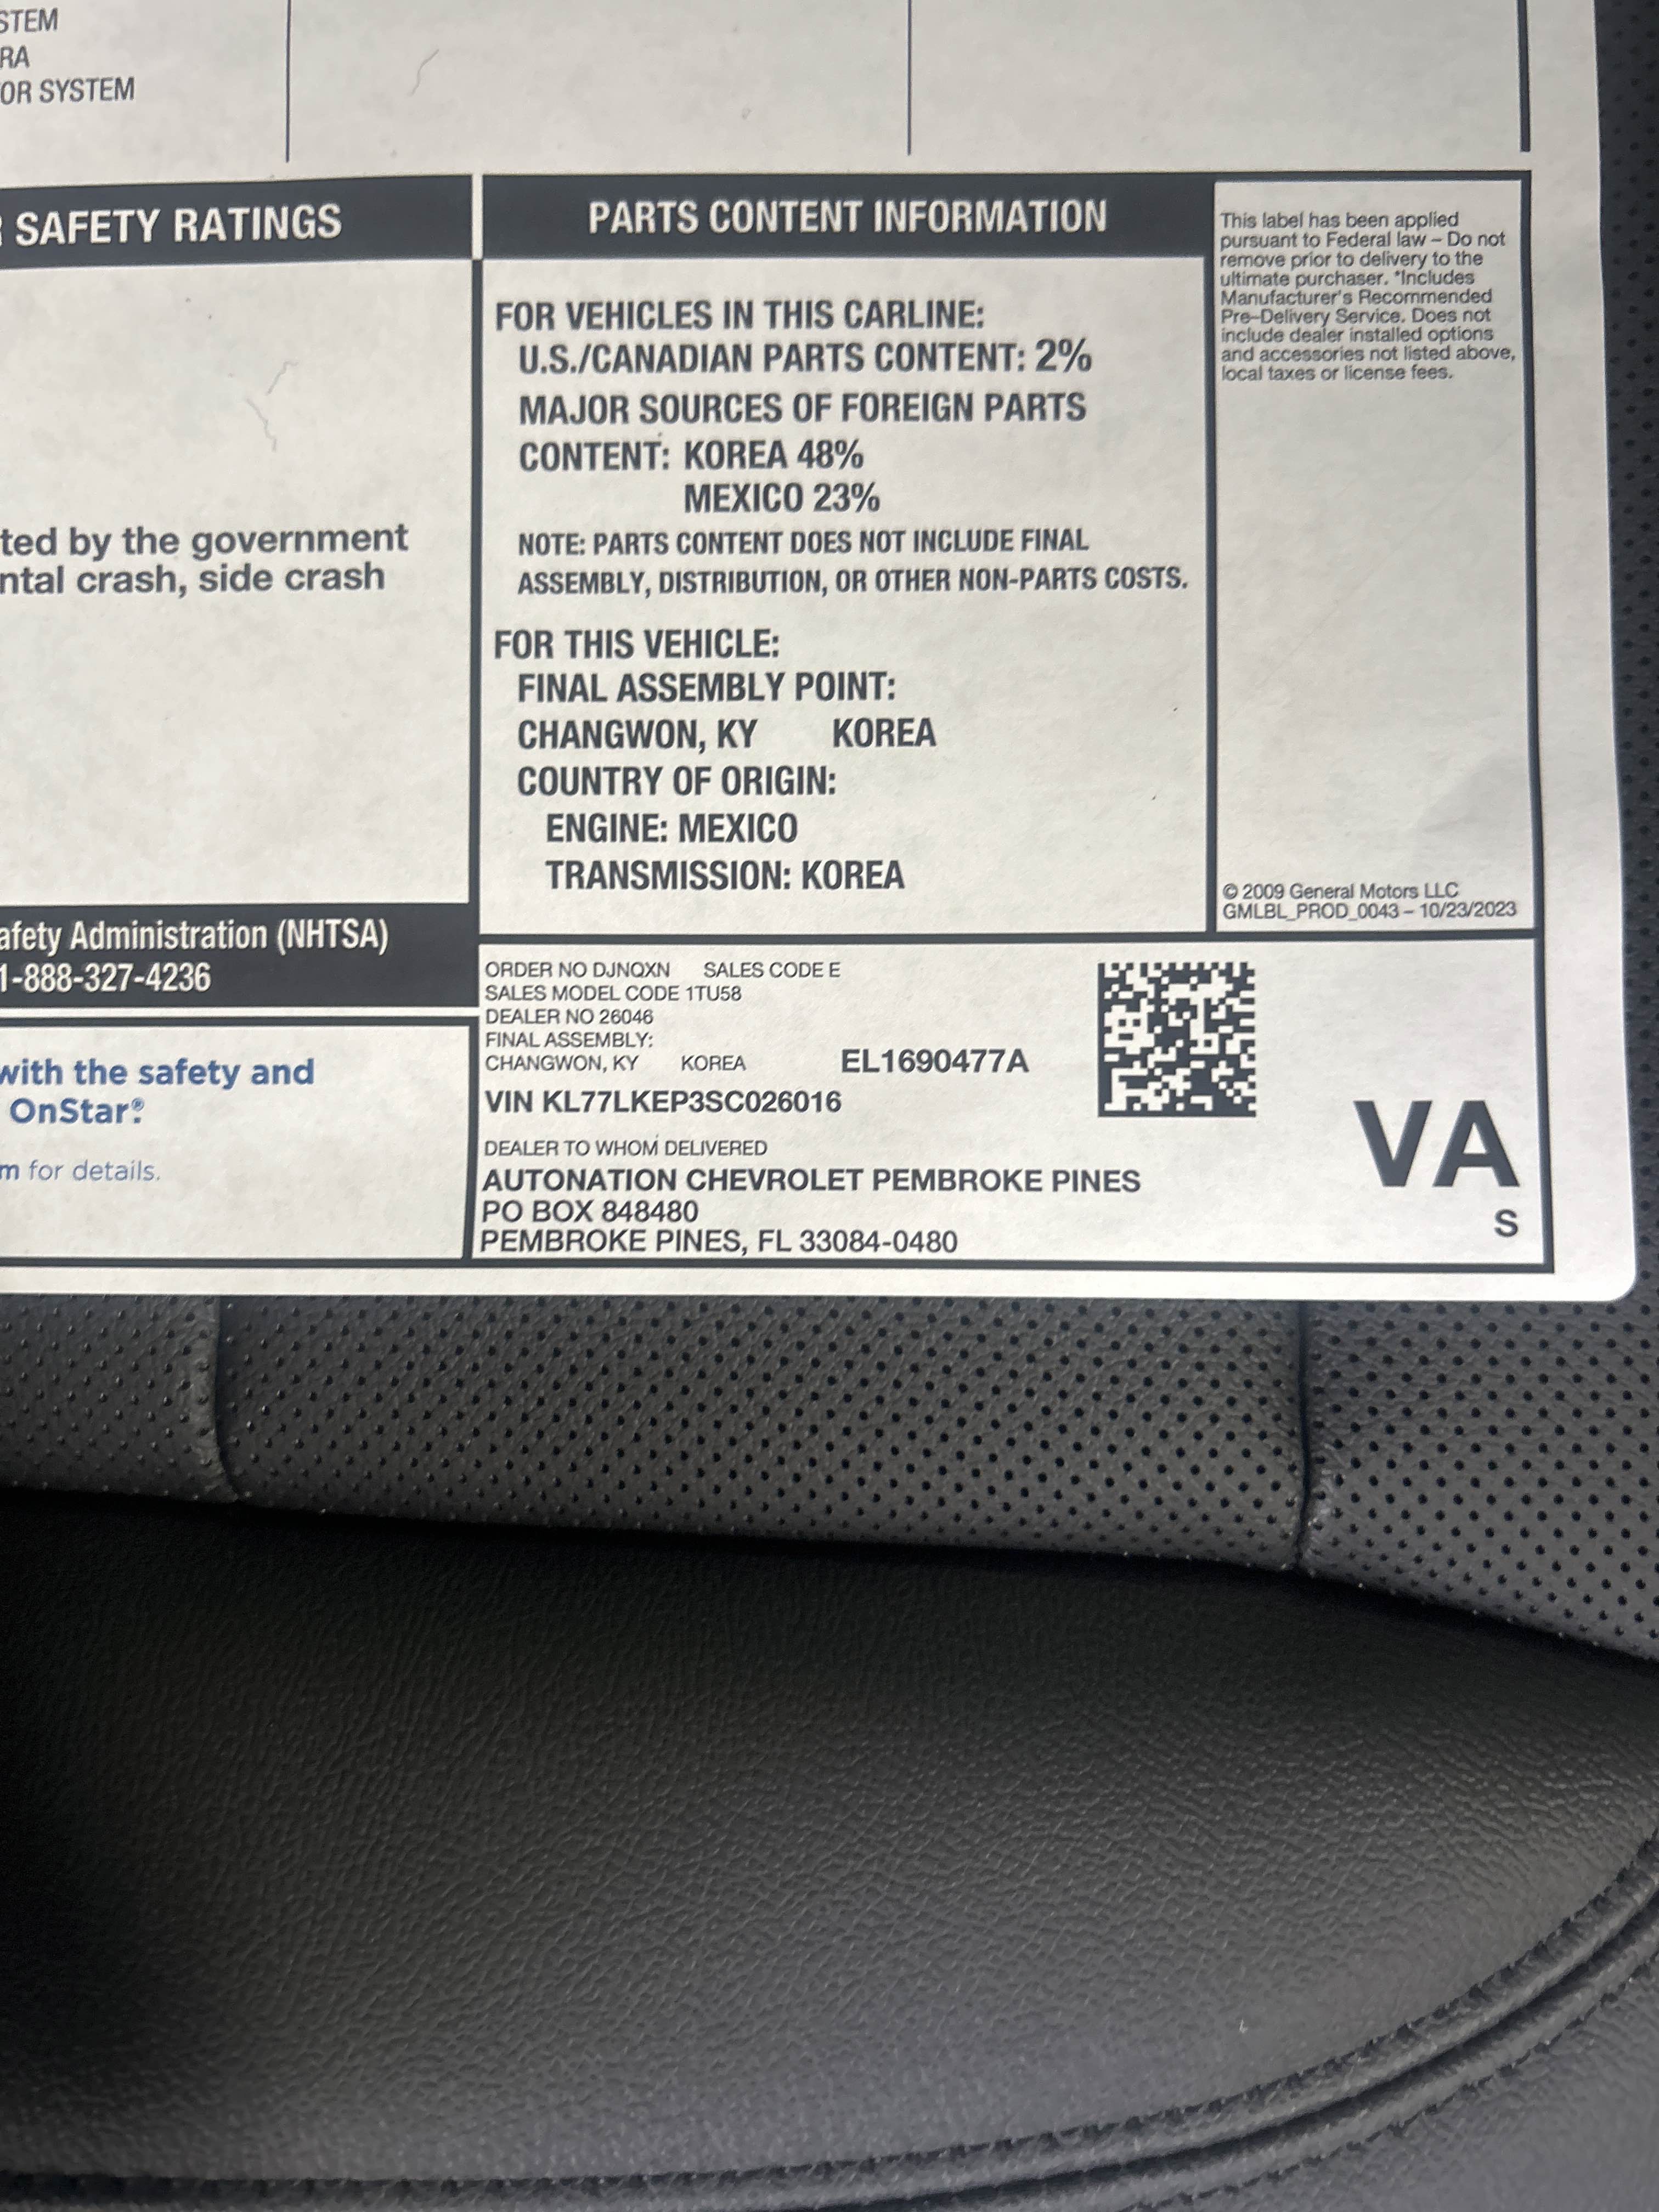 STEM
RA
OR SYSTEM
SAFETY RATINGS
ted by the government
ntal crash, side crash
afety Administration (NHTSA)
1-888-327-4236
with the safety and
OnStar®.
m for details.
PARTS CONTENT INFORMATION
FOR VEHICLES IN THIS CARLINE:
U.S./CANADIAN PARTS CONTENT: 2%
MAJOR SOURCES OF FOREIGN PARTS
CONTENT: KOREA 48%
MEXICO 23%
NOTE: PARTS CONTENT DOES NOT INCLUDE FINAL
ASSEMBLY, DISTRIBUTION, OR OTHER NON-PARTS COSTS.
FOR THIS VEHICLE:
FINAL ASSEMBLY POINT:
CHANGWON, KY KOREA
COUNTRY OF ORIGIN:
ENGINE: MEXICO
TRANSMISSION: KOREA
This label has been applied
pursuant to Federal law – Do not
remove prior to delivery to the
ultimate purchaser. *Includes
Manufacturer's Recommended
Pre-Delivery Service. Does not
include dealer installed options
and accessories not listed above,
local taxes or license fees.
© 2009 General Motors LLC
GMLBL_PROD_0043 – 10/23/2023
ORDER NO DJNQXN SALES CODE E
SALES MODEL CODE 1TU58
DEALER NO 26046
FINAL ASSEMBLY:
CHANGWON, KY KOREA EL1690477A
VIN KL77LKEP3SC026016
DEALER TO WHOM DELIVERED
AUTONATION CHEVROLET PEMBROKE PINES
PO BOX 848480
PEMBROKE PINES, FL 33084-0480
VA
S